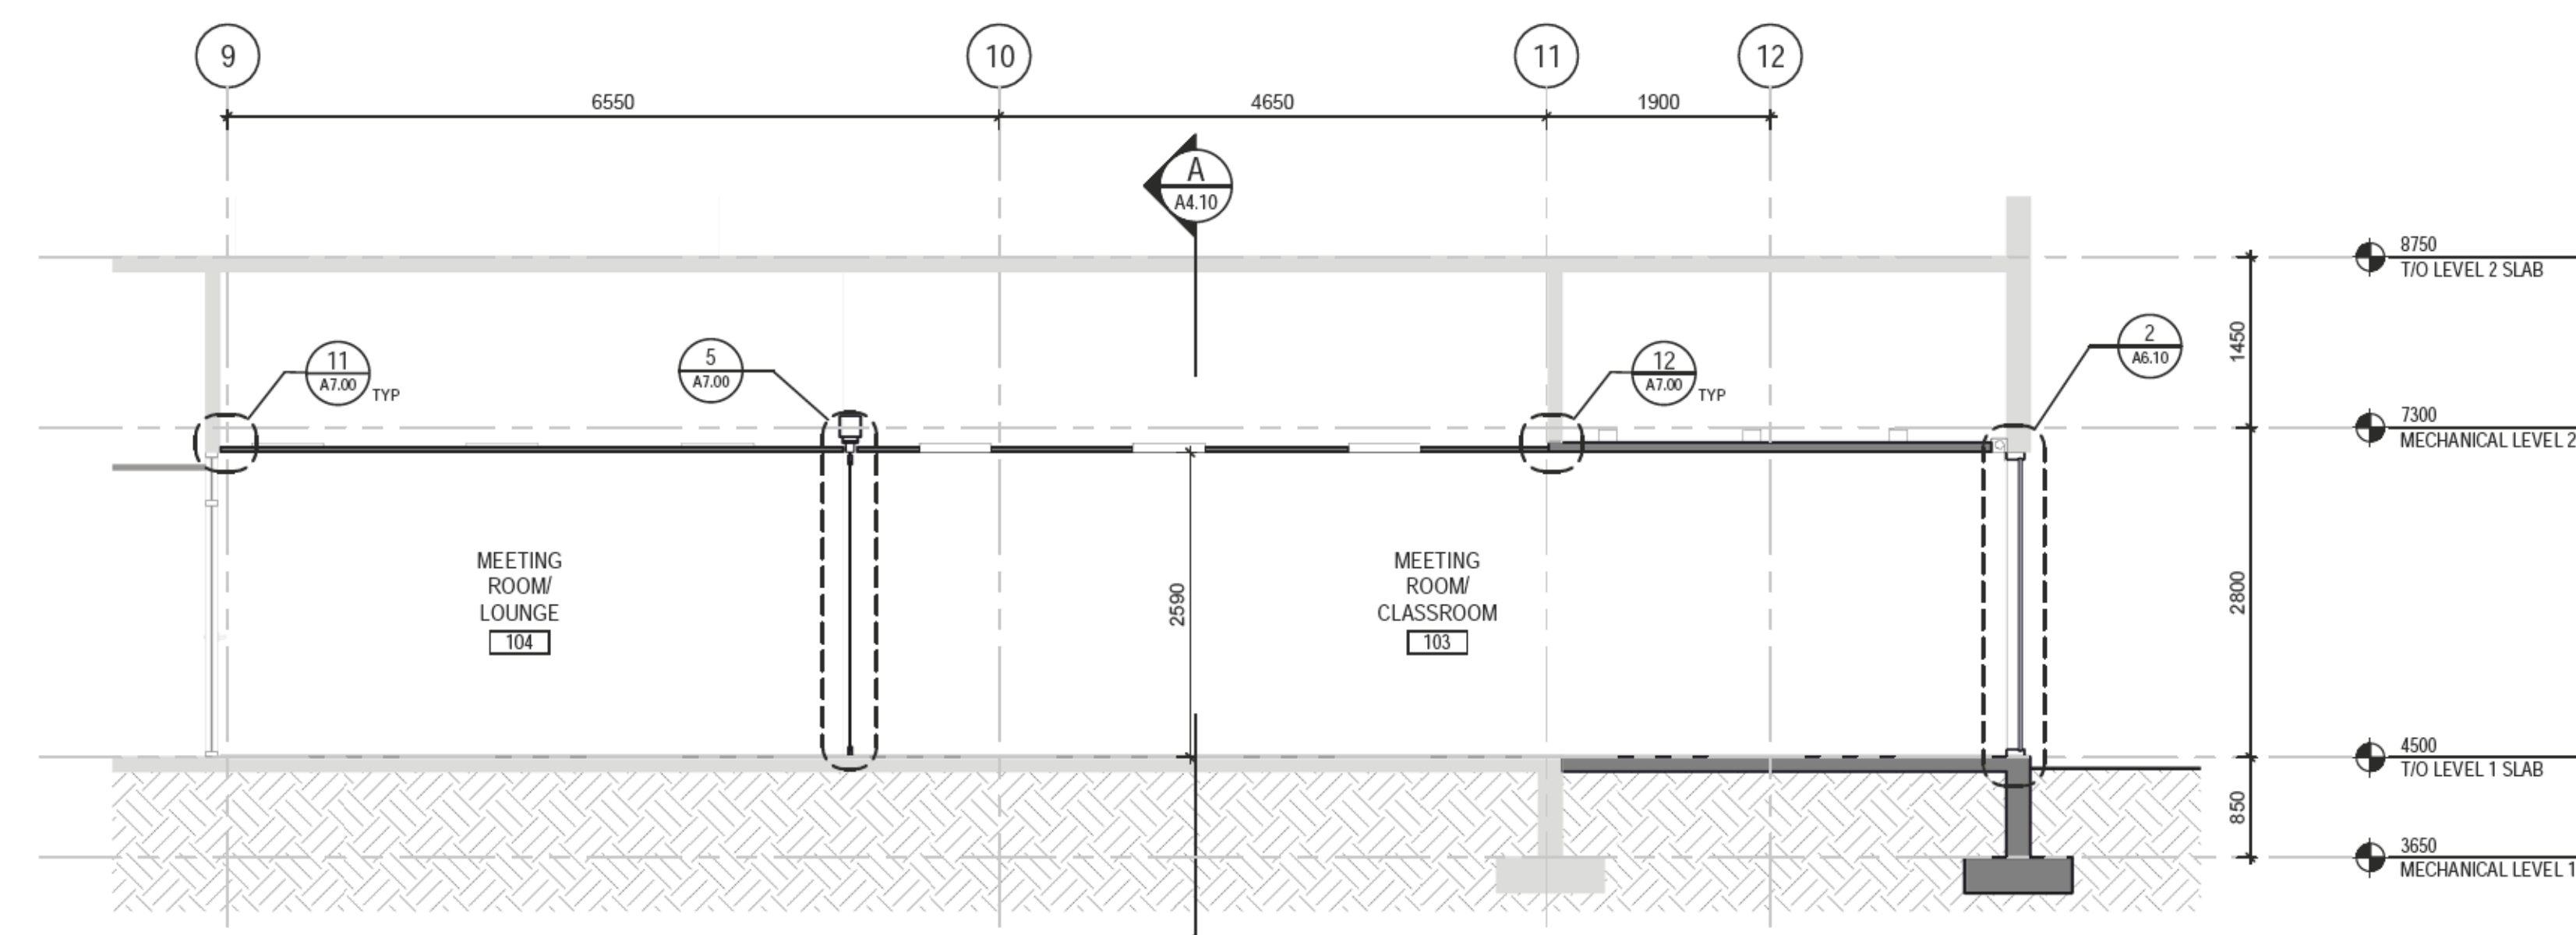 9
10
11
12
6550
4650
1900
A
A4.10
8750
T/O LEVEL 2 SLAB
1450
11
A7.00
TYP
5
A7.00
12
A7.00
TYP
2
A6.10
7300
MECHANICAL LEVEL 2
MEETING
ROOM/
LOUNGE
104
2590
MEETING
ROOM/
CLASSROOM
103
2800
4500
T/O LEVEL 1 SLAB
850
3650
MECHANICAL LEVEL 1